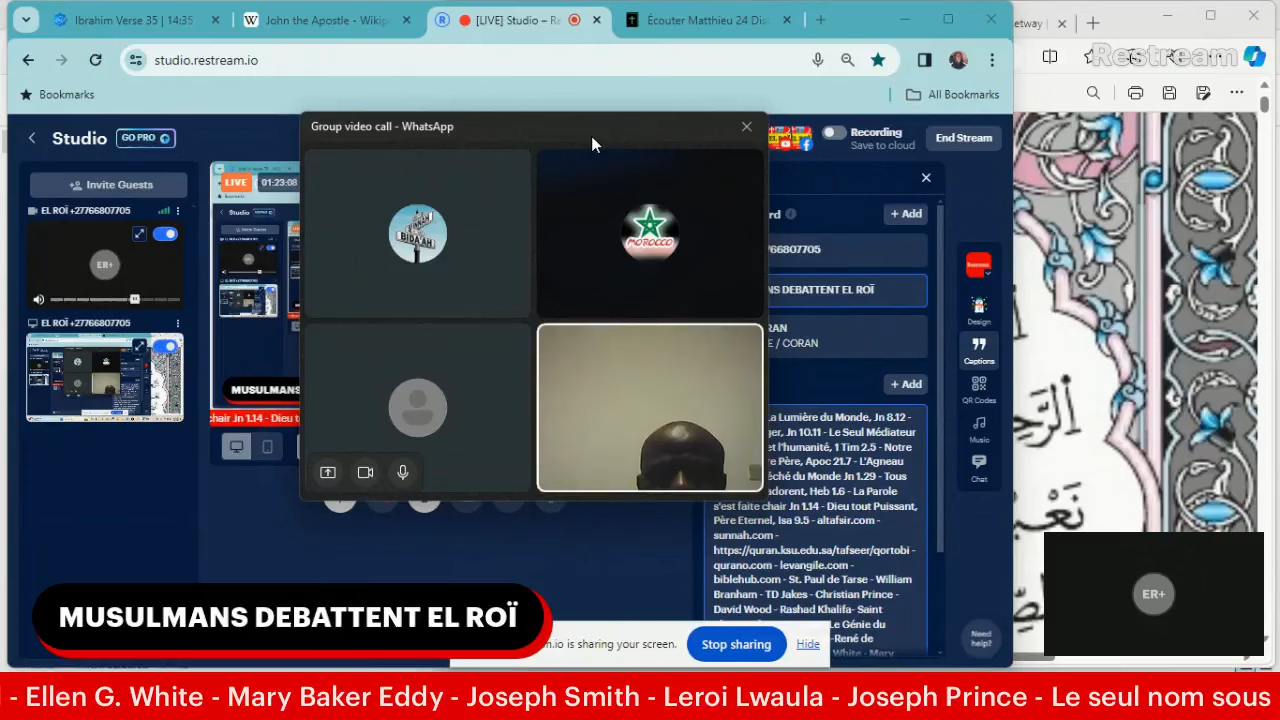 Ibrahim Verse 35 | 14:35
John the Apostle - Wikip
[LIVE] Studio – Re
Écouter Matthieu 24 Dis
etway
studio.restream.io
Restream
Bookmarks
All Bookmarks
Studio
GO PRO
Group video call - WhatsApp
Recording
Save to cloud
End Stream
Invite Guests
LIVE
01:23:08
EL ROÏ +27766807705
ER+
EL ROÏ +27766807705
BIDA'AH
MOROCCO
rd
+ Add
66807705
NS DEBATTENT EL ROÏ
RAN
E / CORAN
+ Add
Design
Captions
QR Codes
Music
Chat
Need help?
MUSULMANS
chair Jn 1.14 - Dieu t
La Lumière du Monde, Jn 8.12 -
ger, Jn 10.11 - Le Seul Médiateur
et l'humanité, 1 Tim 2.5 - Notre
Père, Apoc 21.7 - L'Agneau
éché du Monde Jn 1.29 - Tous
adorent, Heb 1.6 - La Parole
s'est faite chair Jn 1.14 - Dieu tout Puissant,
Père Eternel, Isa 9.5 - altafsir.com -
sunnah.com -
https://quran.ksu.edu.sa/tafseer/qortobi -
qurano.com - levangile.com -
biblehub.com - St. Paul de Tarse - William
Branham - TD Jakes - Christian Prince -
David Wood - Rashad Khalifa- Saint
Le Génie du
-René de
White - Mary
MUSULMANS DEBATTENT EL ROÏ
m.io is sharing your screen.
Stop sharing
Hide
ER+
- Ellen G. White - Mary Baker Eddy - Joseph Smith - Leroi Lwaula - Joseph Prince - Le seul nom sous